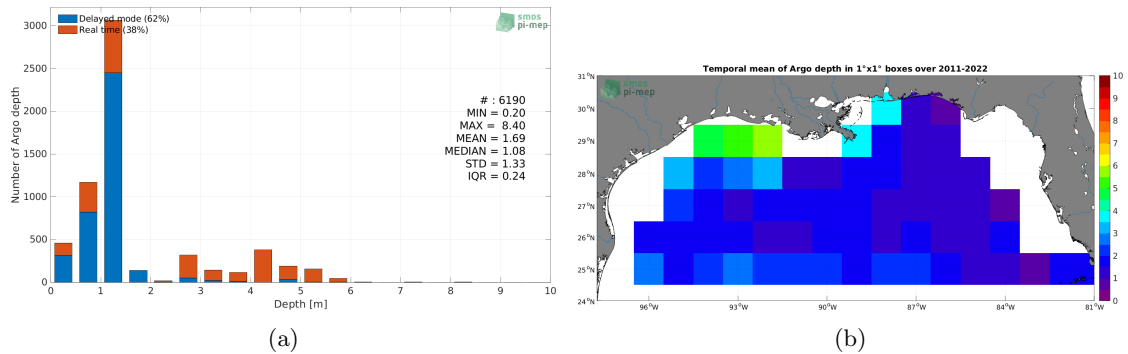 Delayed mode (62%)
Real time (38%)
smos
pi-mep
Number of Argo depth
3000
2500
2000
1500
1000
500
0
# : 6190
MIN = 0.20
MAX = 8.40
MEAN = 1.69
MEDIAN = 1.08
STD = 1.33
IQR = 0.24
0 1 2 3 4 5 6 7 8 9 10
Depth [m]
(a)
Temporal mean of Argo depth in 1°x1° boxes over 2011-2022
smos
pi-mep
31°N
30°N
29°N
28°N
27°N
26°N
25°N
24°N
96°W 93°W 90°W 87°W 84°W 81°W
10
9
8
7
6
5
4
3
2
1
0
(b)